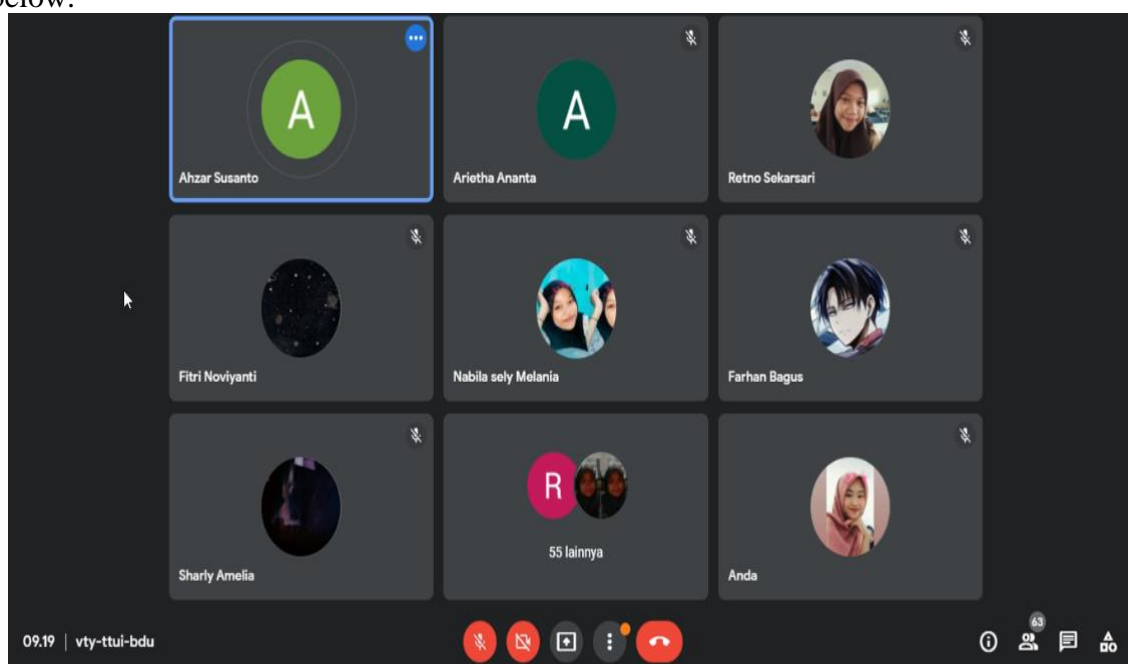 below.
A
Ahzar Susanto
A
Arietha Ananta
Retno Sekarsari
Fitri Noviyanti
Nabila sely Melania
Farhan Bagus
Sharly Amelia
R
55 lainnya
Anda
09.19 | vty-ttui-bdu
63